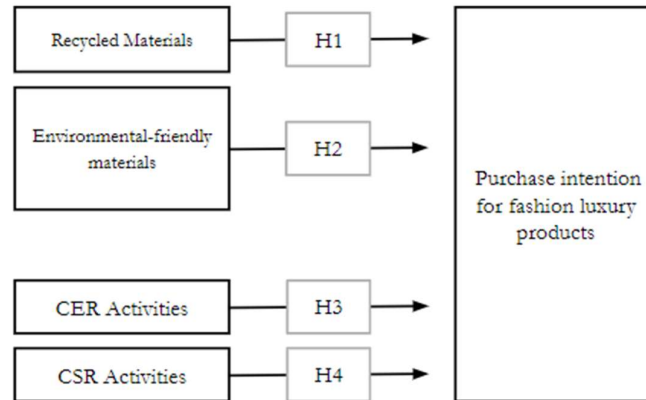 Recycled Materials
H1
Environmental-friendly
materials
H2
Purchase intention
for fashion luxury
products
CER Activities
H3
CSR Activities
H4